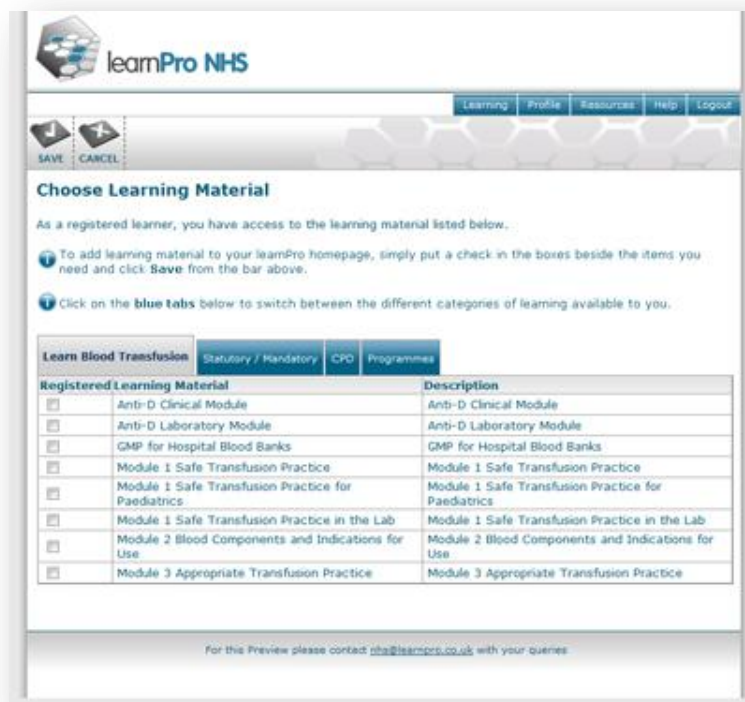 learnPro NHS
Learning Profile Resources Help Logout
SAVE CANCEL
Choose Learning Material
As a registered learner, you have access to the learning material listed below.
To add learning material to your learnPro homepage, simply put a check in the boxes beside the items you
need and click Save from the bar above.
Click on the blue tabs below to switch between the different categories of learning available to you.
Learn Blood Transfusion Statutory / Mandatory CPD Programmes
Registered Learning Material Description
Anti-D Clinical Module Anti-D Clinical Module
Anti-D Laboratory Module Anti-D Laboratory Module
GMP for Hospital Blood Banks GMP for Hospital Blood Banks
Module 1 Safe Transfusion Practice Module 1 Safe Transfusion Practice
Module 1 Safe Transfusion Practice for Module 1 Safe Transfusion Practice for
Paediatrics Paediatrics
Module 1 Safe Transfusion Practice in the Lab Module 1 Safe Transfusion Practice in the Lab
Module 2 Blood Components and Indications for Module 2 Blood Components and Indications for
Use Use
Module 3 Appropriate Transfusion Practice Module 3 Appropriate Transfusion Practice
For this Preview please contact nhs@learnpro.co.uk with your queries